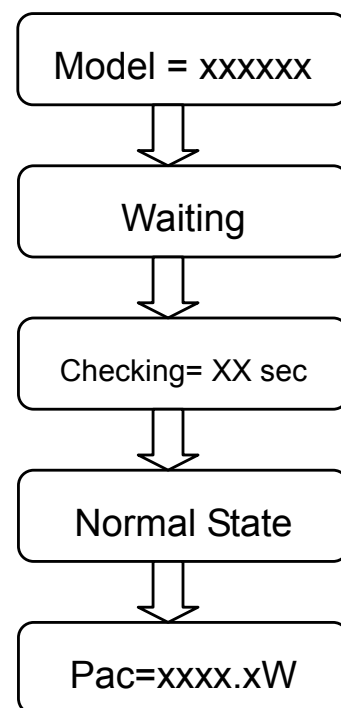 Model = xxxxxx
Waiting
Checking= XX sec
Normal State
Pac=xxxx.xW